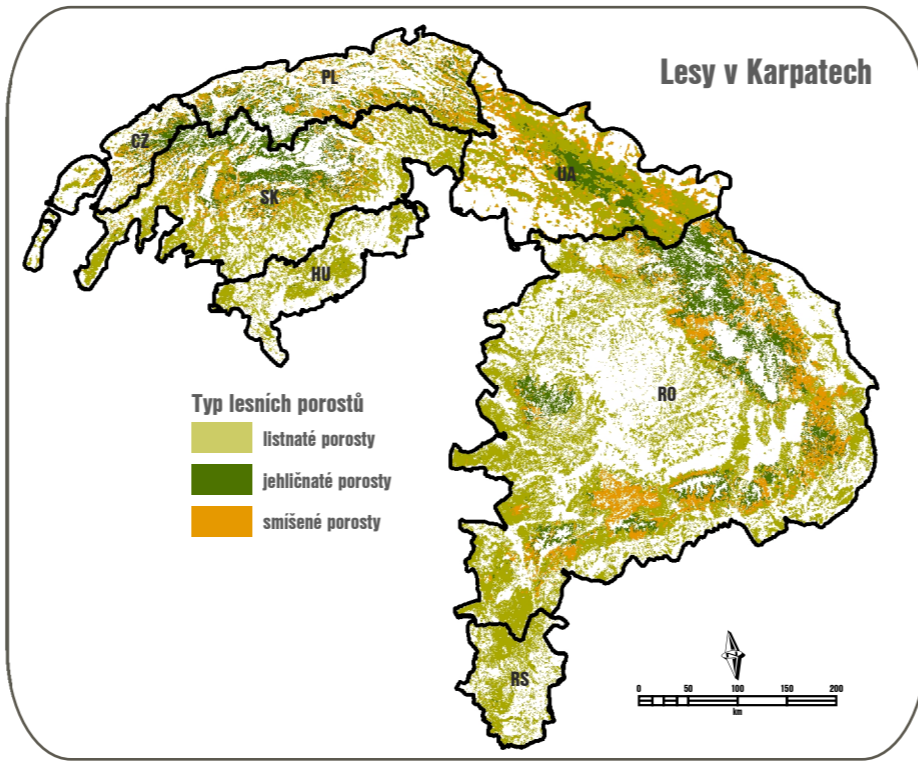 Lesy v Karpatech
PL
CZ
UA
SK
HU
RO
Typ lesních porostů
listnaté porosty
jehličnaté porosty
smíšené porosty
RS
N
0 50 100 150 200
km